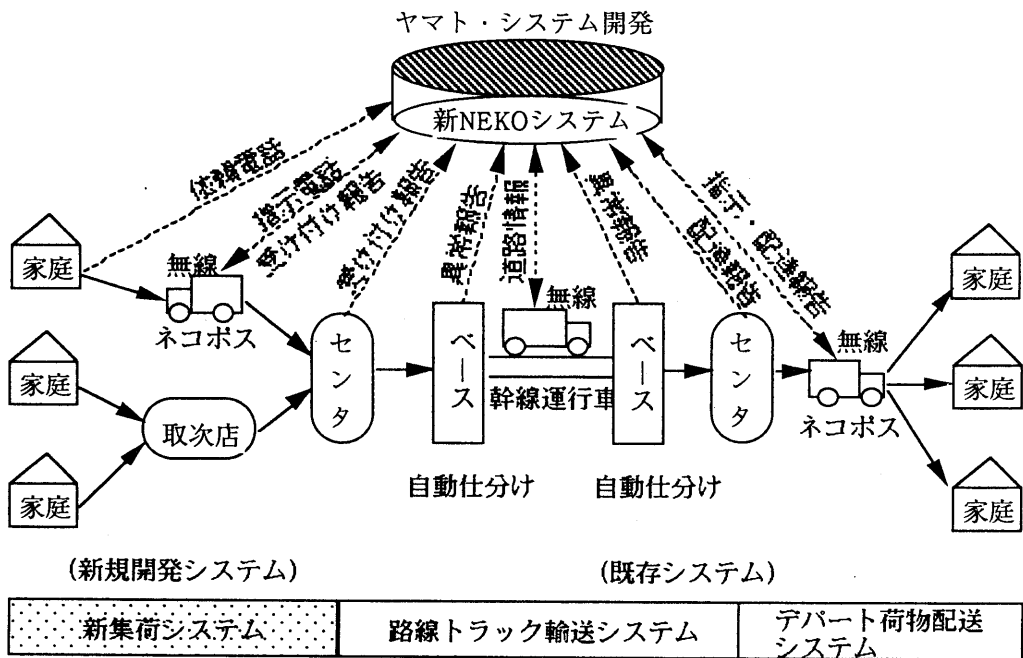 ヤマト・システム開発
新NEKOシステム
依頼電話
指示電話
受け付け報告
受け付け報告
異常報告
道路情報
異常報告
配達報告
指示・配達報告
家庭
無線
ネコポス
家庭
取次店
家庭
センタ
ベース
無線
幹線運行車
ベース
センタ
無線
ネコポス
家庭
家庭
家庭
自動仕分け
自動仕分け
(新規開発システム)
(既存システム)
新集荷システム
路線トラック輸送システム
デパート荷物配送
システム